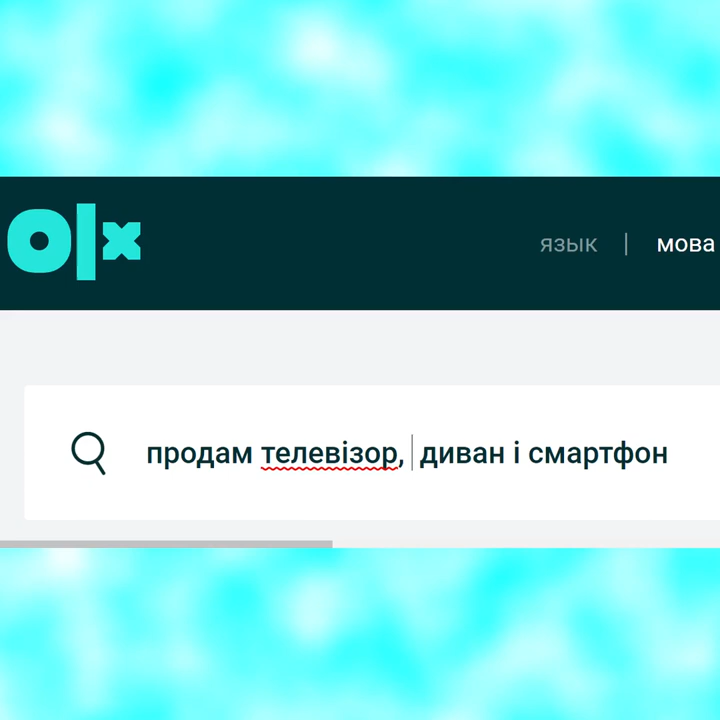 olx
язык | мова
продам телевізор, диван і смартфон